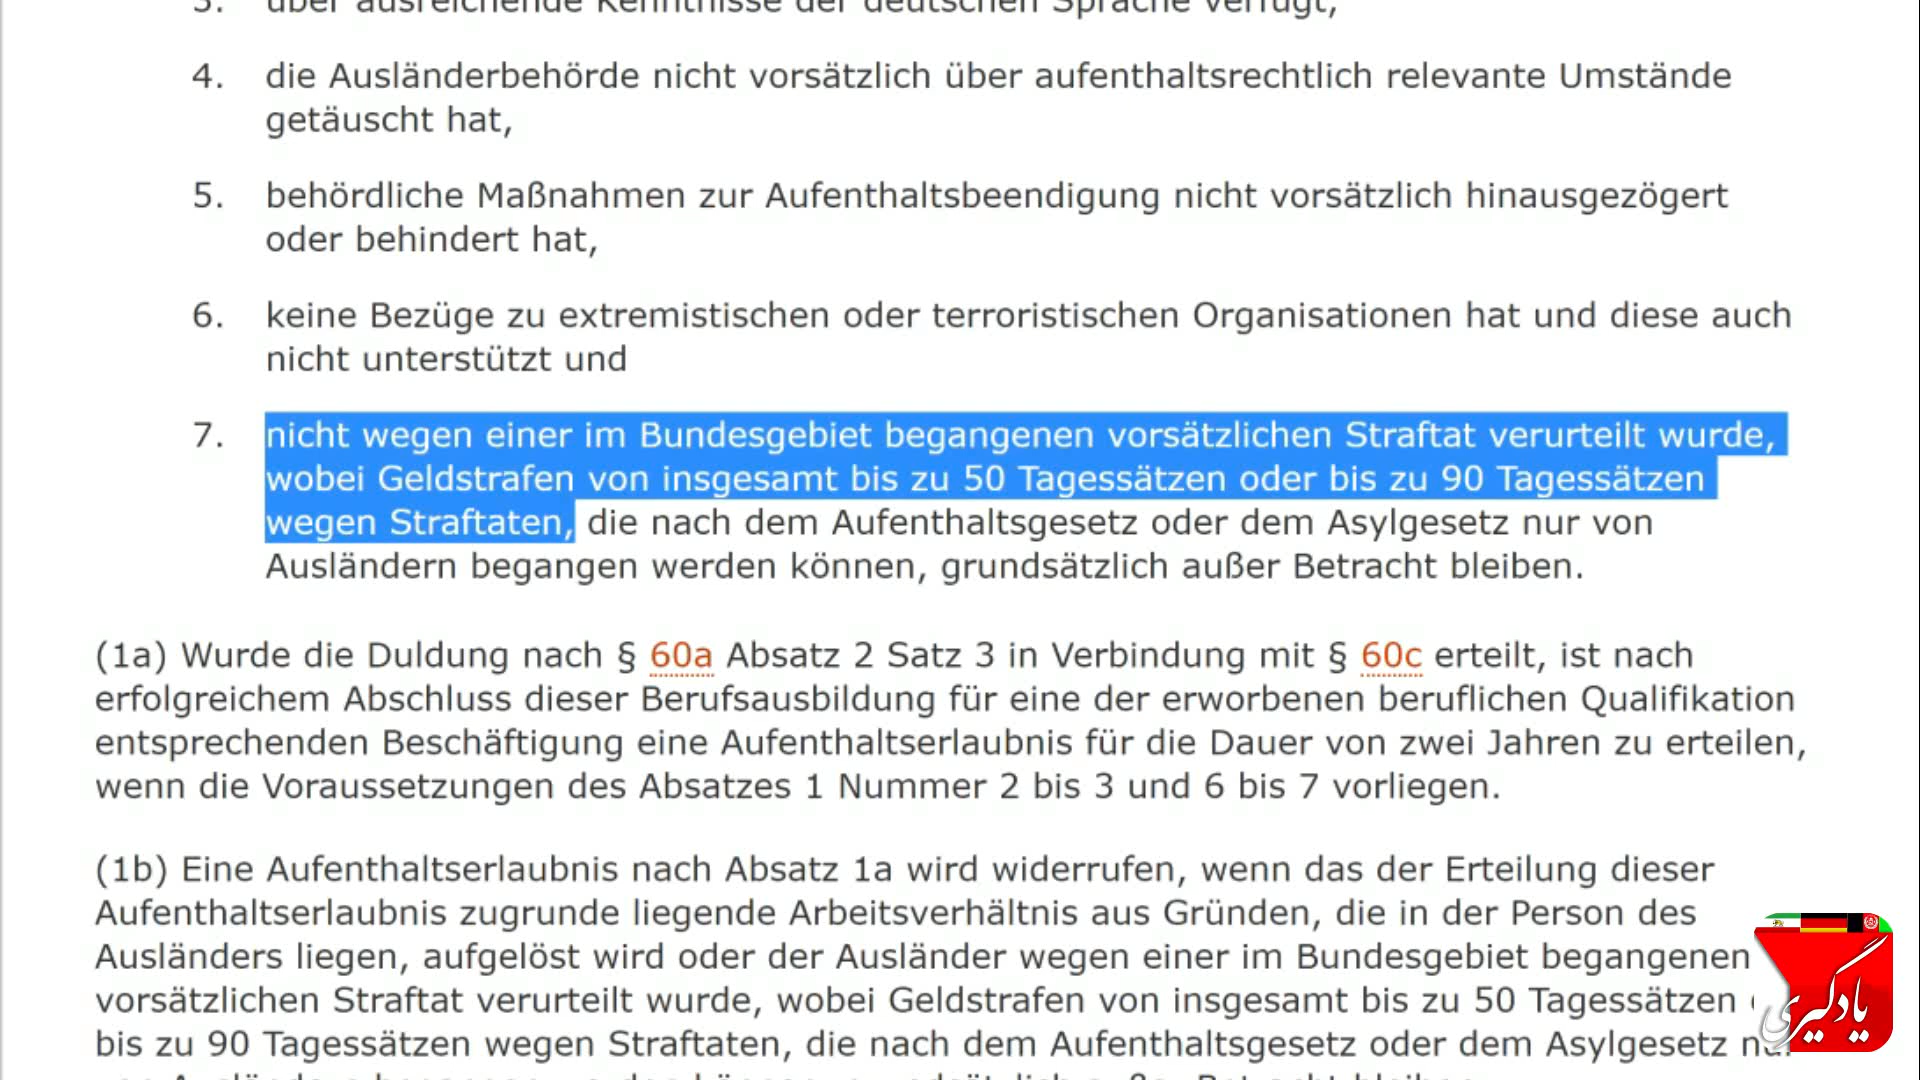 3. über ausreichende Kenntnisse der deutschen Sprache verfügt,
4. die Ausländerbehörde nicht vorsätzlich über aufenthaltsrechtlich relevante Umstände
getäuscht hat,
5. behördliche Maßnahmen zur Aufenthaltsbeendigung nicht vorsätzlich hinausgezögert
oder behindert hat,
6. keine Bezüge zu extremistischen oder terroristischen Organisationen hat und diese auch
nicht unterstützt und
7. nicht wegen einer im Bundesgebiet begangenen vorsätzlichen Straftat verurteilt wurde,
wobei Geldstrafen von insgesamt bis zu 50 Tagessätzen oder bis zu 90 Tagessätzen
wegen Straftaten, die nach dem Aufenthaltsgesetz oder dem Asylgesetz nur von
Ausländern begangen werden können, grundsätzlich außer Betracht bleiben.
(1a) Wurde die Duldung nach § 60a Absatz 2 Satz 3 in Verbindung mit § 60c erteilt, ist nach
erfolgreichem Abschluss dieser Berufsausbildung für eine der erworbenen beruflichen Qualifikation
entsprechenden Beschäftigung eine Aufenthaltserlaubnis für die Dauer von zwei Jahren zu erteilen,
wenn die Voraussetzungen des Absatzes 1 Nummer 2 bis 3 und 6 bis 7 vorliegen.
(1b) Eine Aufenthaltserlaubnis nach Absatz 1a wird widerrufen, wenn das der Erteilung dieser
Aufenthaltserlaubnis zugrunde liegende Arbeitsverhältnis aus Gründen, die in der Person des
Ausländers liegen, aufgelöst wird oder der Ausländer wegen einer im Bundesgebiet begangenen
vorsätzlichen Straftat verurteilt wurde, wobei Geldstrafen von insgesamt bis zu 50 Tagessätzen
bis zu 90 Tagessätzen wegen Straftaten, die nach dem Aufenthaltsgesetz oder dem Asylgesetz nur
یادگیری